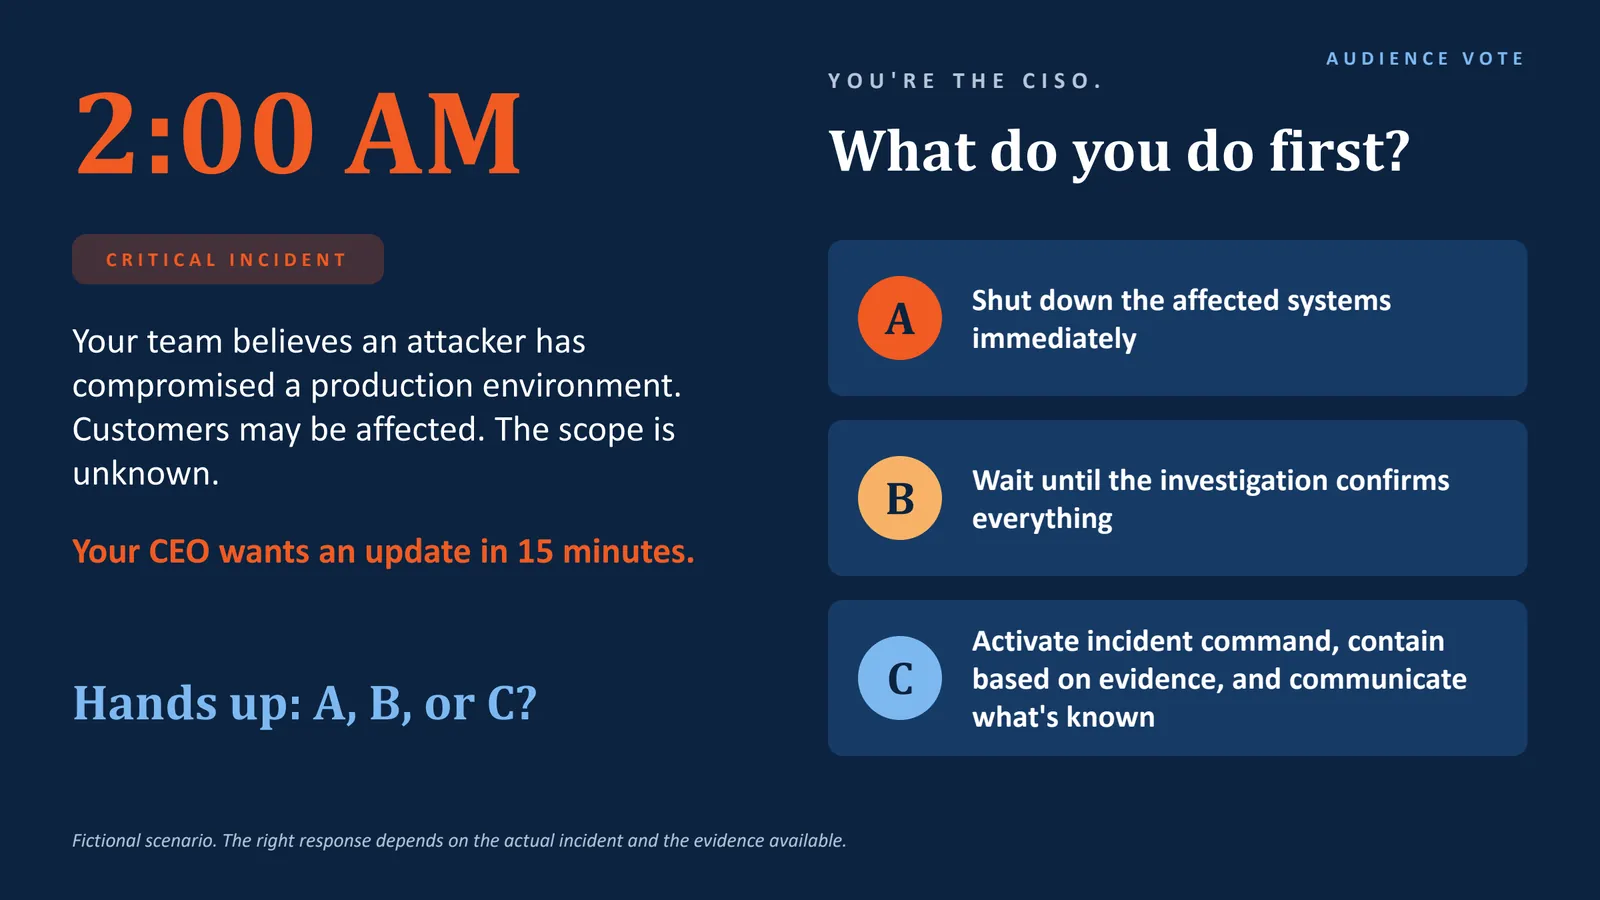 2:00 AM
CRITICAL INCIDENT
Your team believes an attacker has
compromised a production environment.
Customers may be affected. The scope is
unknown.
Your CEO wants an update in 15 minutes.
Hands up: A, B, or C?
AUDIENCE VOTE
YOU'RE THE CISO.
What do you do first?
A
Shut down the affected systems
immediately
B
Wait until the investigation confirms
everything
C
Activate incident command, contain
based on evidence, and communicate
what's known
Fictional scenario. The right response depends on the actual incident and the evidence available.